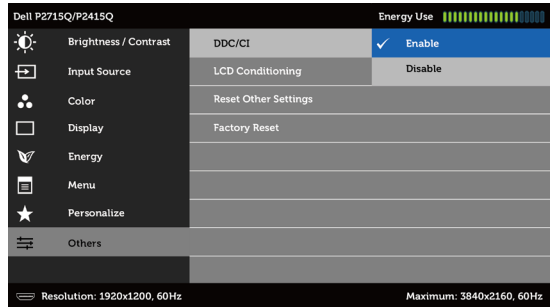 Dell P2715Q/P2415Q Energy Use
Brightness / Contrast DDC/CI Enable
Input Source LCD Conditioning Disable
Color Reset Other Settings
Display Factory Reset
Energy
Menu
Personalize
Others
Resolution: 1920x1200, 60Hz Maximum: 3840x2160, 60Hz